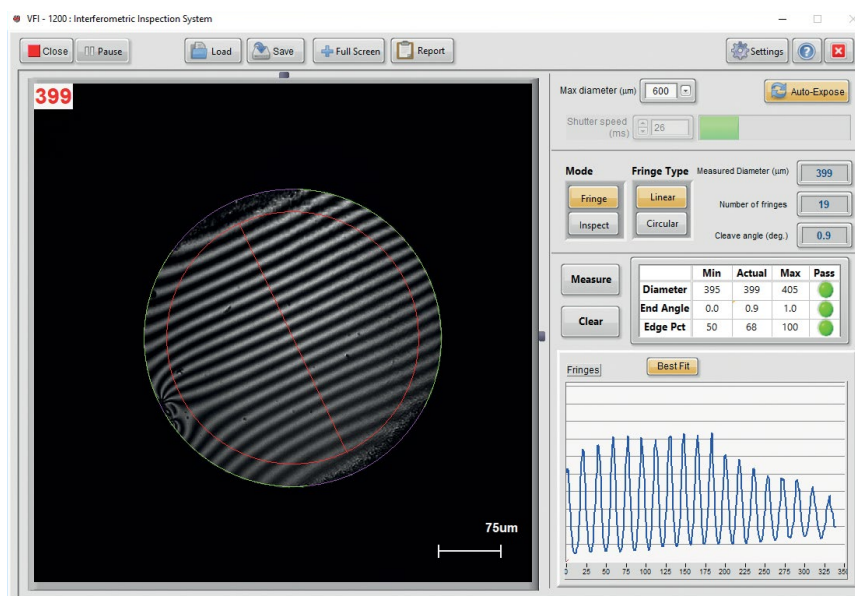 VFI - 1200 : Interferometric Inspection System
Close Pause Load Save Full Screen Report Settings
399
Max diameter (µm) 600 Auto-Expose
Shutter speed (ms) 26
Mode Fringe Type Measured Diameter (µm) 399
Fringe Linear Number of fringes 19
Inspect Circular Cleave angle (deg.) 0.9
Measure
Clear
Min Actual Max Pass
Diameter 395 399 405
End Angle 0.0 0.9 1.0
Edge Pct 50 68 100
Fringes Best Fit
75um
0 25 50 75 100 125 150 175 200 225 250 275 300 325